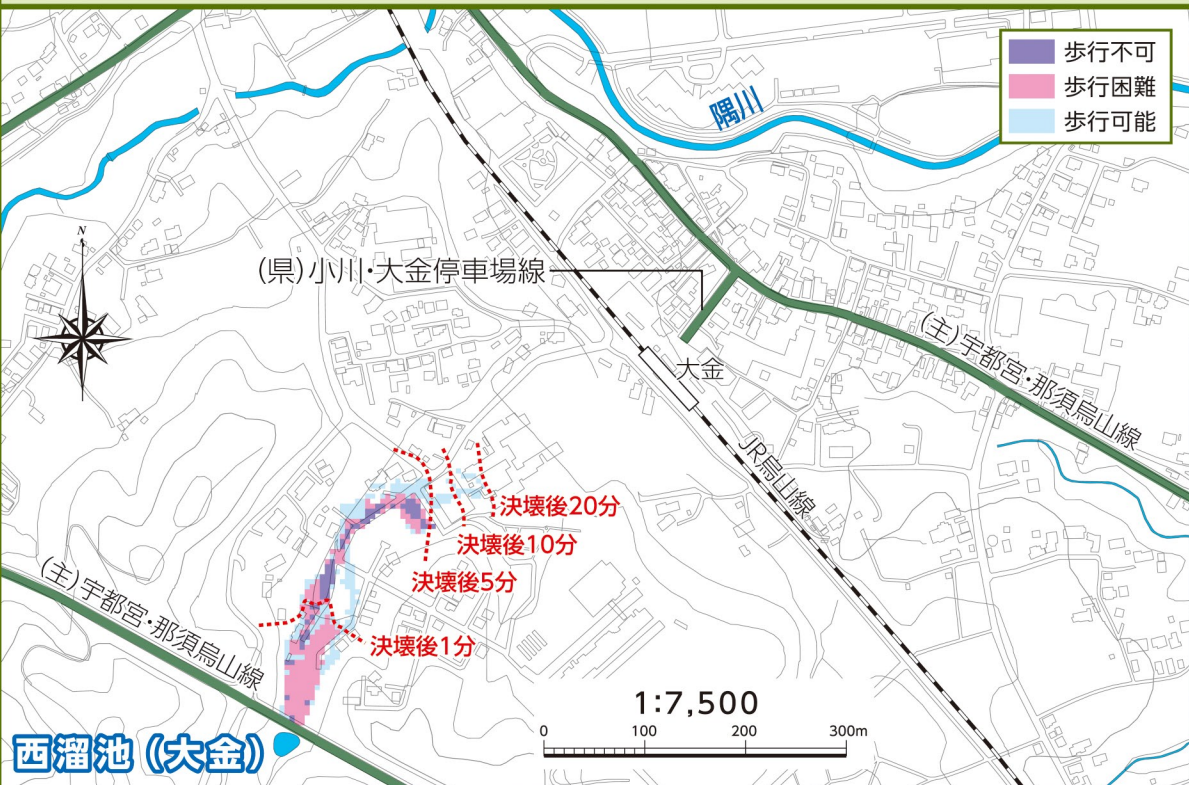 歩行不可
歩行困難
歩行可能
隅川
N
(県)小川・大金停車場線
大金
(主)宇都宮・那須烏山線
JR烏山線
決壊後20分
決壊後10分
決壊後5分
決壊後1分
(主)宇都宮・那須烏山線
1:7,500
0 100 200 300m
西溜池(大金)